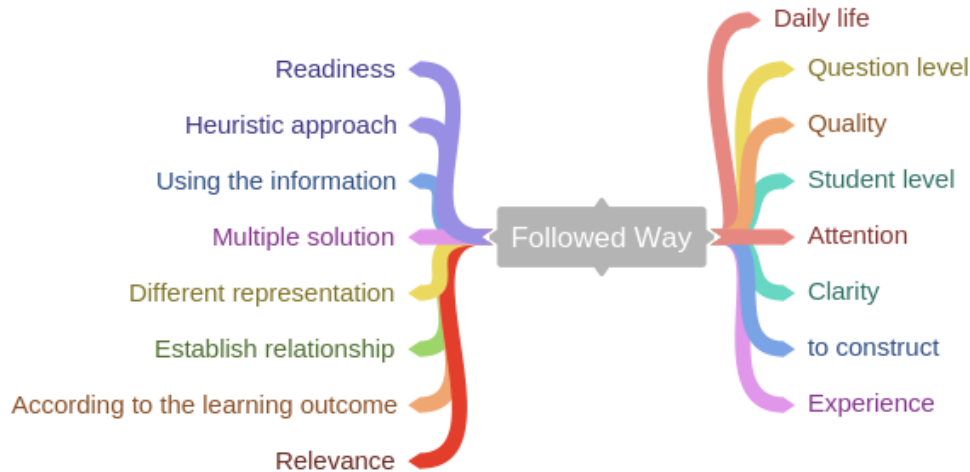 Daily life
Readiness
Question level
Heuristic approach
Quality
Using the information
Student level
Multiple solution
Followed Way
Attention
Different representation
Clarity
Establish relationship
to construct
According to the learning outcome
Experience
Relevance